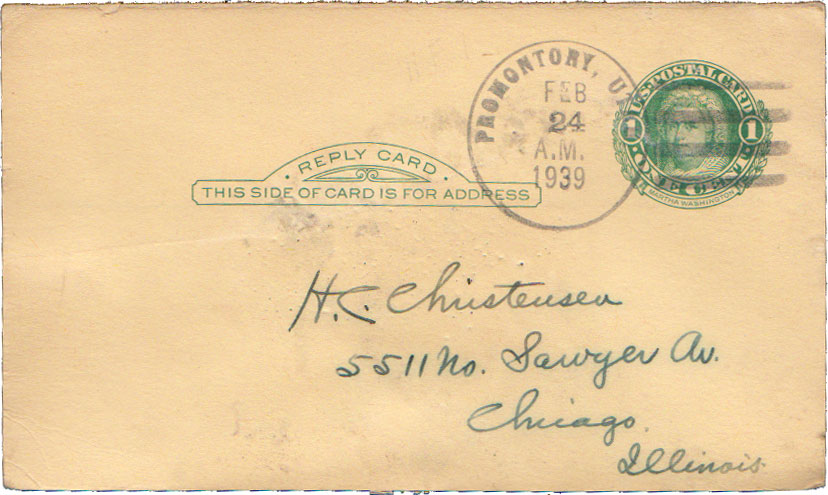 PROMONTORY, U
FEB
24
A.M.
1939
U.S. POSTAL CARD
1 1
MARTHA WASHINGTON
REPLY CARD
THIS SIDE OF CARD IS FOR ADDRESS
H.C. Christensen
5511 No. Sawyer Av.
Chicago
Illinois